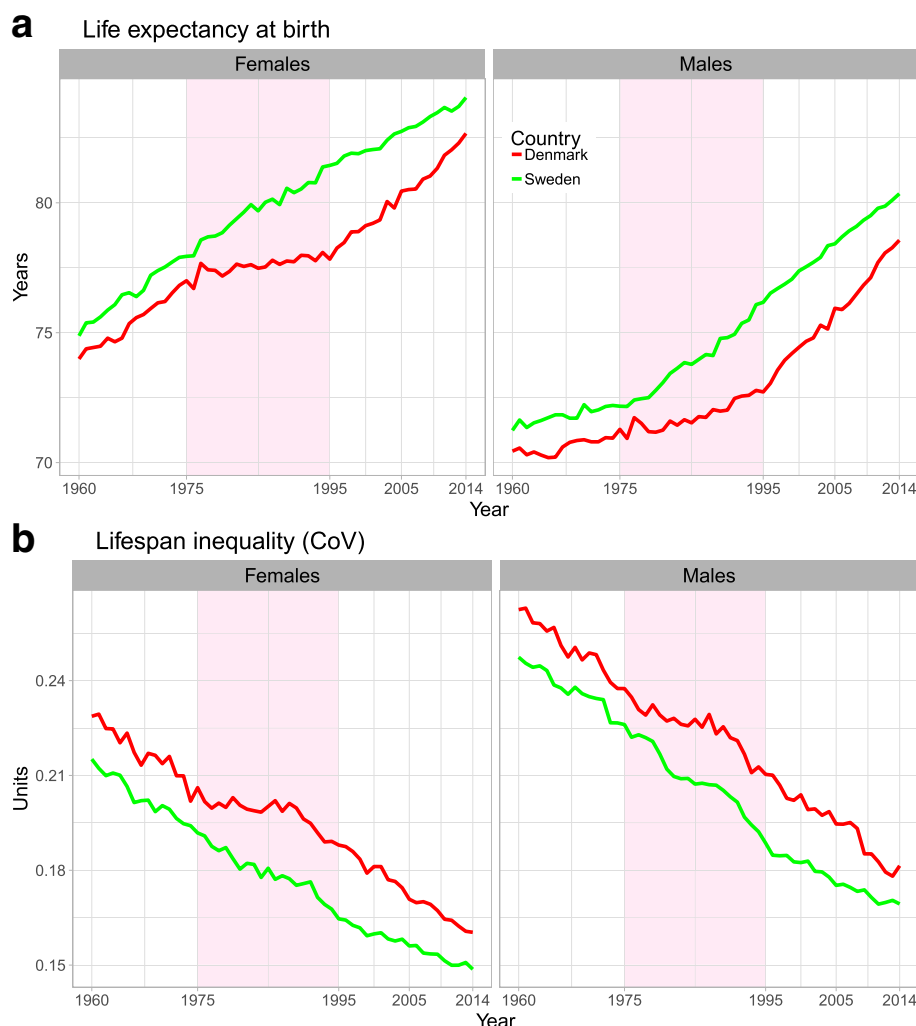 a Life expectancy at birth
Females Males
Country
Denmark
Sweden
80
75
70
Years
1960 1975 1995 2005 2014 1960 1975 1995 2005 2014
Year
b Lifespan inequality (CoV)
Females Males
0.24
0.21
0.18
0.15
Units
1960 1975 1995 2005 2014 1960 1975 1995 2005 2014
Year